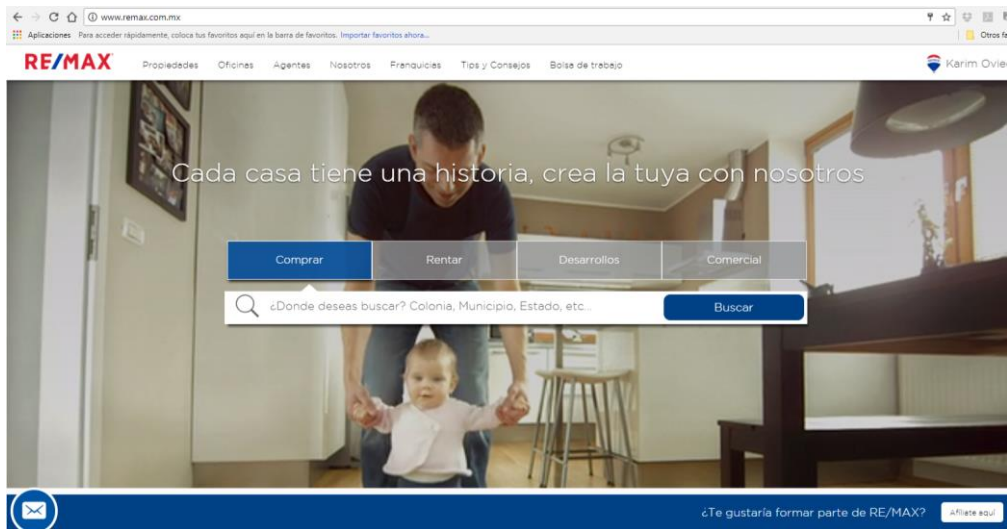 www.remax.com.mx
Aplicaciones Para acceder rápidamente, coloca tus favoritos aquí en la barra de favoritos. Importar favoritos ahora... Otros fa
RE/MAX Propiedades Oficinas Agentes Nosotros Franquicias Tips y Consejos Bolsa de trabajo Karim Ovie
Cada casa tiene una historia, crea la tuya con nosotros
Comprar Rentar Desarrollos Comercial
¿Donde deseas buscar? Colonia, Municipio, Estado, etc... Buscar
¿Te gustaría formar parte de RE/MAX? Afíliate aquí